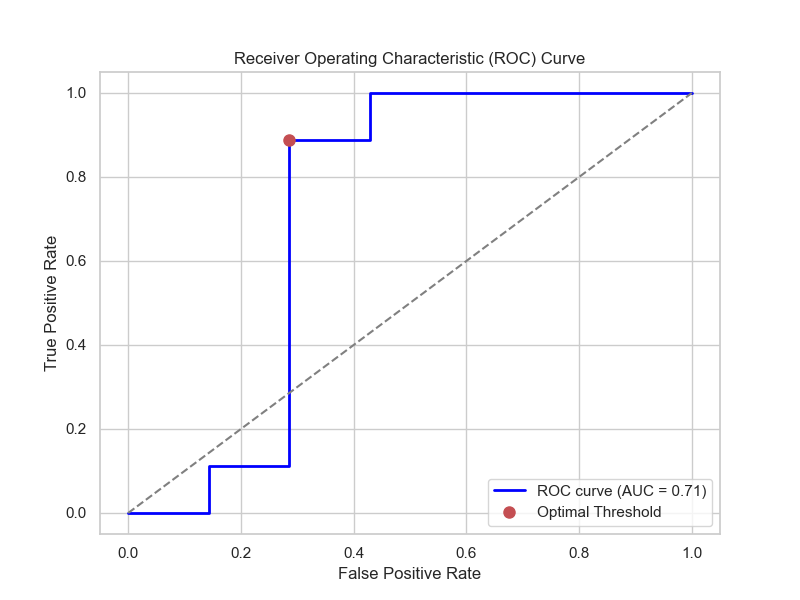 Receiver Operating Characteristic (ROC) Curve
1.0
0.8
0.6
0.4
0.2
0.0
True Positive Rate
ROC curve (AUC = 0.71)
Optimal Threshold
0.0 0.2 0.4 0.6 0.8 1.0
False Positive Rate